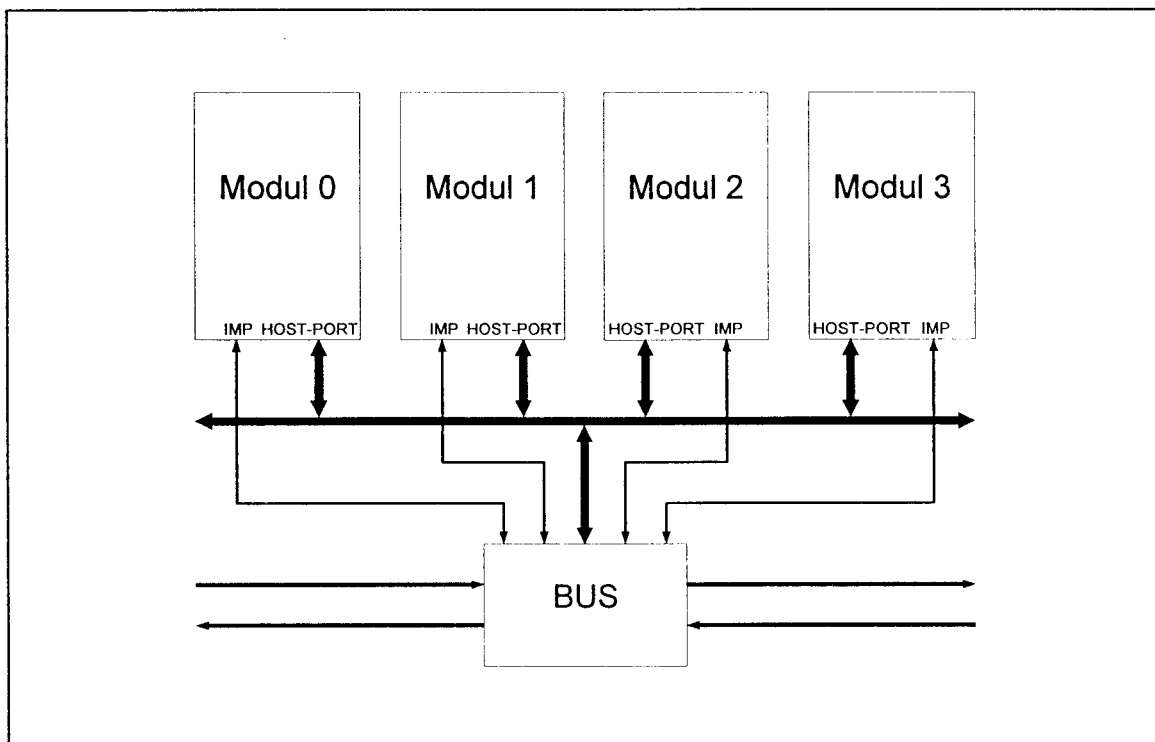 Modul 0 Modul 1 Modul 2 Modul 3
IMP HOST-PORT IMP HOST-PORT HOST-PORT IMP HOST-PORT IMP
BUS